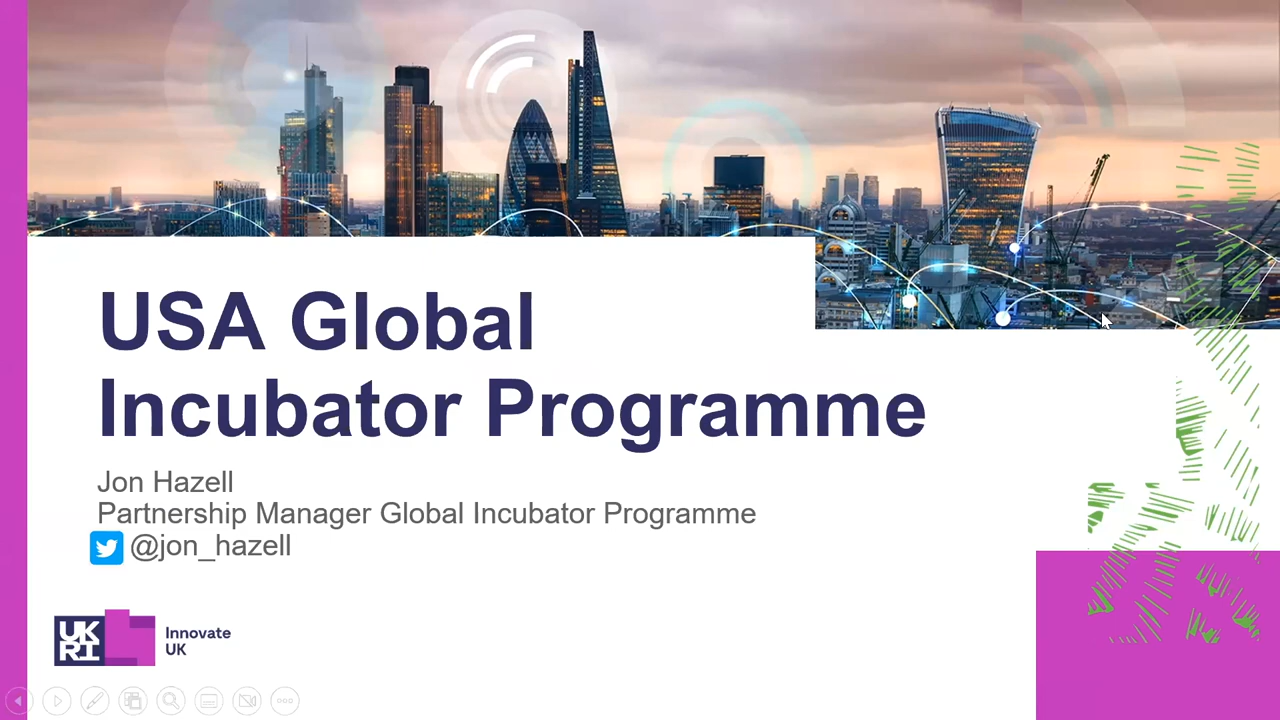 USA Global
Incubator Programme
Jon Hazell
Partnership Manager Global Incubator Programme
@jon_hazell
UK
RI
Innovate
UK